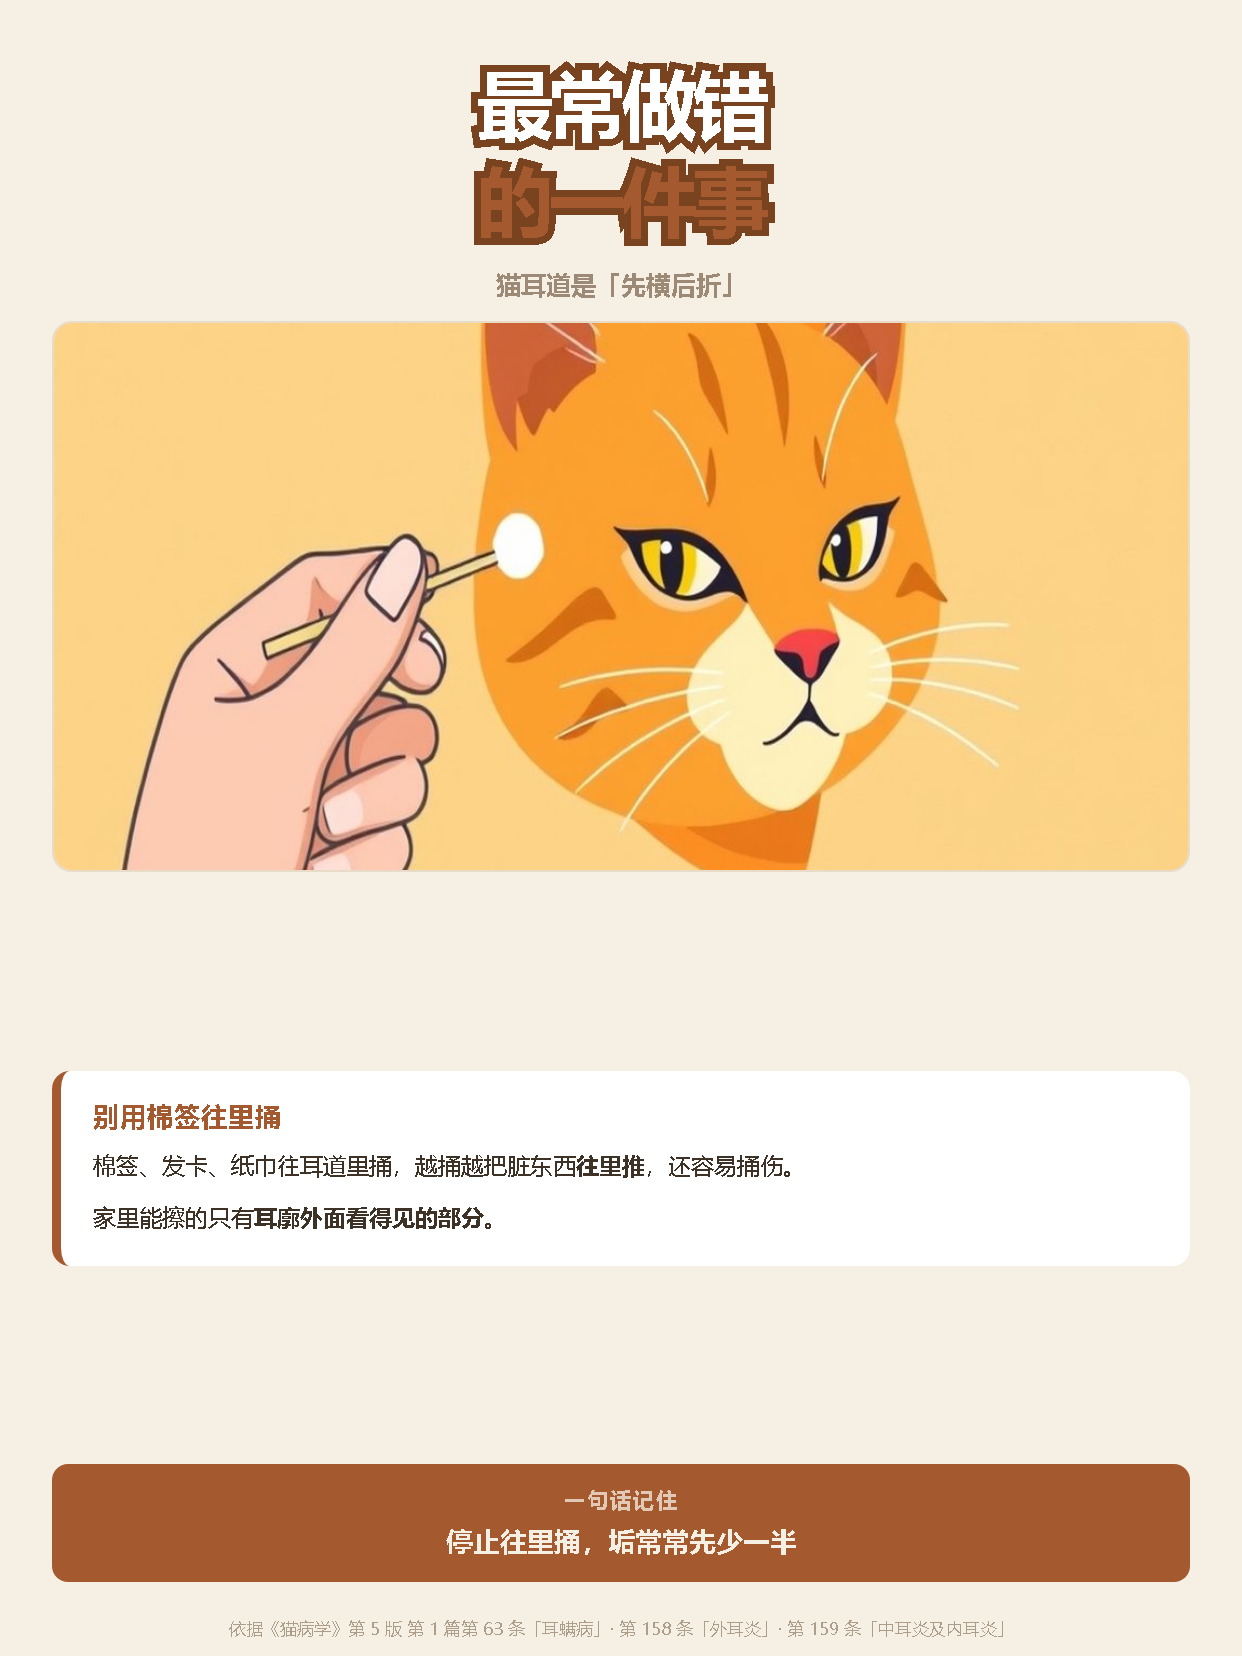 最常做错
的一件事
猫耳道是「先横后折」
别用棉签往里捅
棉签、发卡、纸巾往耳道里捅，越捅越把脏东西往里推，还容易捅伤。
家里能擦的只有耳廓外面看得见的部分。
一句话记住
停止往里捅，垢常常先少一半
依据《猫病学》第 5 版 第 1 篇第 63 条「耳螨病」· 第 158 条「外耳炎」· 第 159 条「中耳炎及内耳炎」